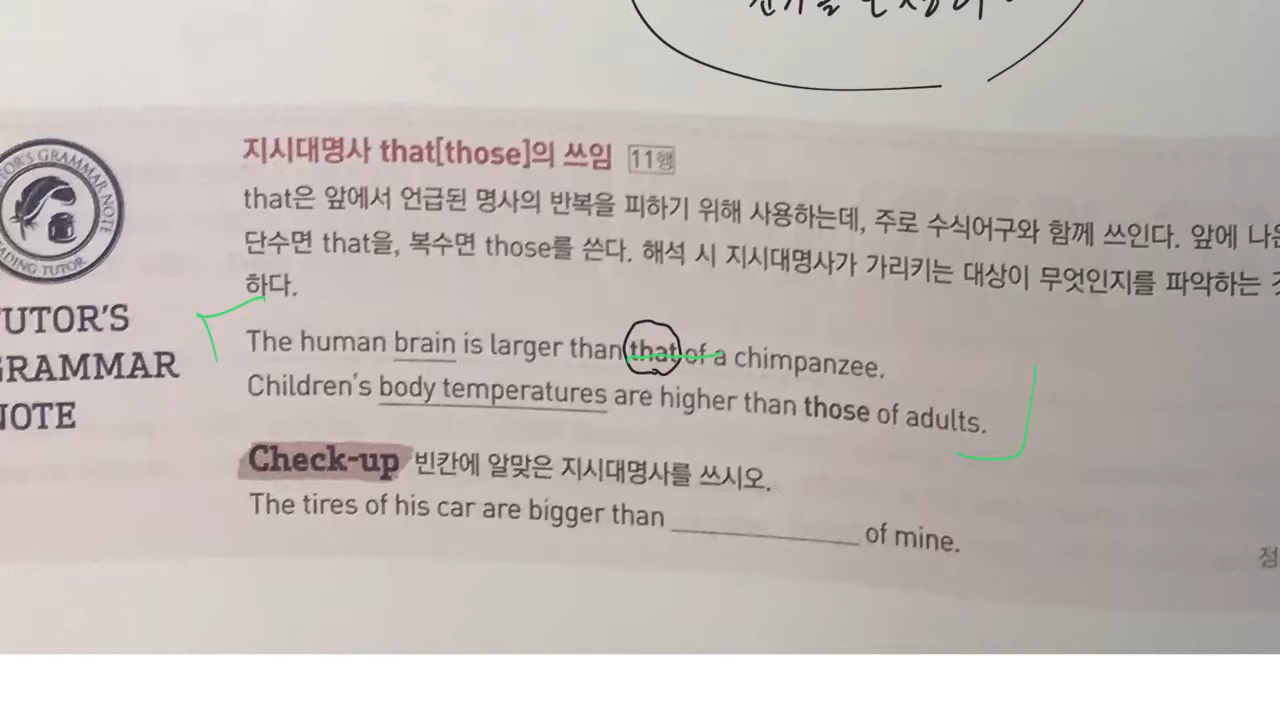 지시대명사 that[those]의 쓰임 11행
that은 앞에서 언급된 명사의 반복을 피하기 위해 사용하는데, 주로 수식어구와 함께 쓰인다. 앞에
단수면 that을, 복수면 those를 쓴다. 해석 시 지시대명사가 가리키는 대상이 무엇인지를 파악하는
하다.
GRAMMAR NOTE
TUTOR
The human brain is larger than that of a chimpanzee.
Children's body temperatures are higher than those of adults.
Check-up 빈칸에 알맞은 지시대명사를 쓰시오.
The tires of his car are bigger than of mine.